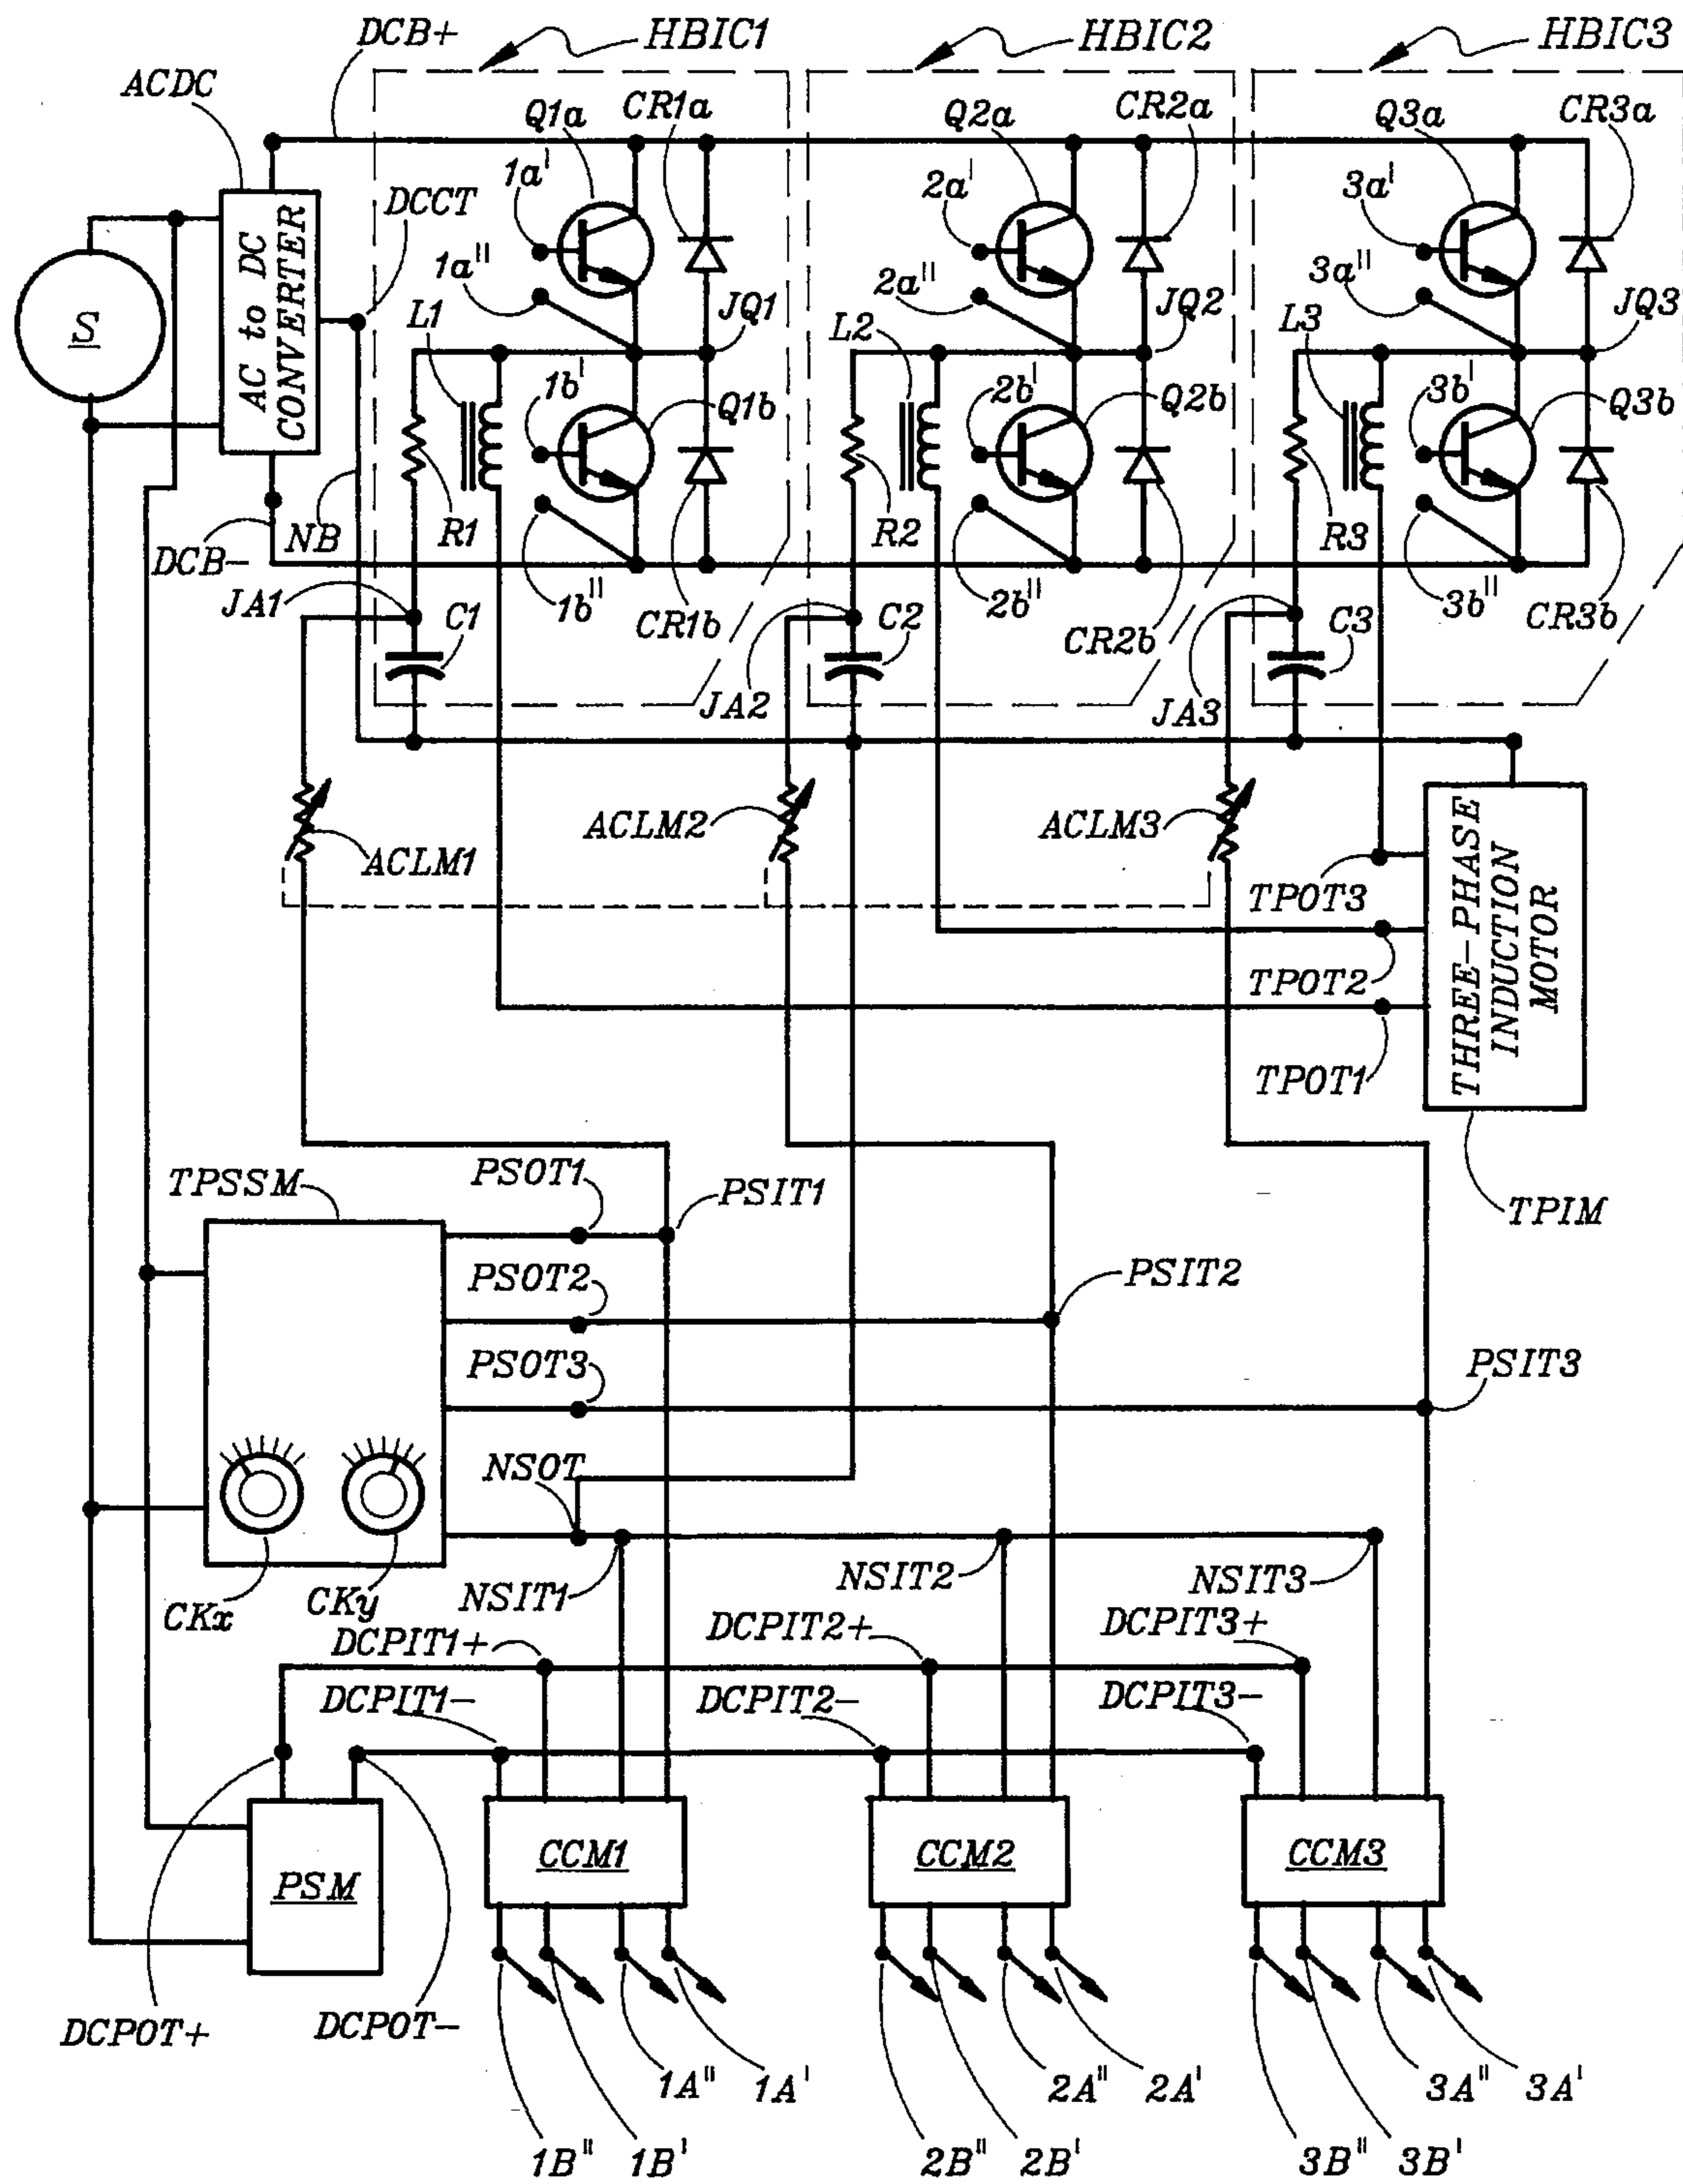 DCB+
HBIC1
HBIC2
HBIC3
ACDC
Q1a
CR1a
Q2a
CR2a
Q3a
CR3a
1a'
2a'
3a'
DCCT
AC to DC
CONVERTER
S
1a"
2a"
3a"
L1
JQ1
L2
JQ2
L3
JQ3
1b'
Q1b
2b'
Q2b
3b'
Q3b
NB
R1
R2
R3
DCB-
1b"
2b"
3b"
JA1
C1
CR1b
C2
CR2b
C3
CR3b
JA2
JA3
ACLM1
ACLM2
ACLM3
THREE-PHASE
INDUCTION
MOTOR
TPOT3
TPOT2
TPOT1
TPSSM
PSOT1
PSIT1
TPIM
PSOT2
PSIT2
PSOT3
PSIT3
NSOT
CKx
CKy
NSIT1
NSIT2
NSIT3
DCPIT1+
DCPIT2+
DCPIT3+
DCPIT1-
DCPIT2-
DCPIT3-
PSM
CCM1
CCM2
CCM3
DCPOT+
DCPOT-
1A"
1A'
2A"
2A'
3A"
3A'
1B"
1B'
2B"
2B'
3B"
3B'